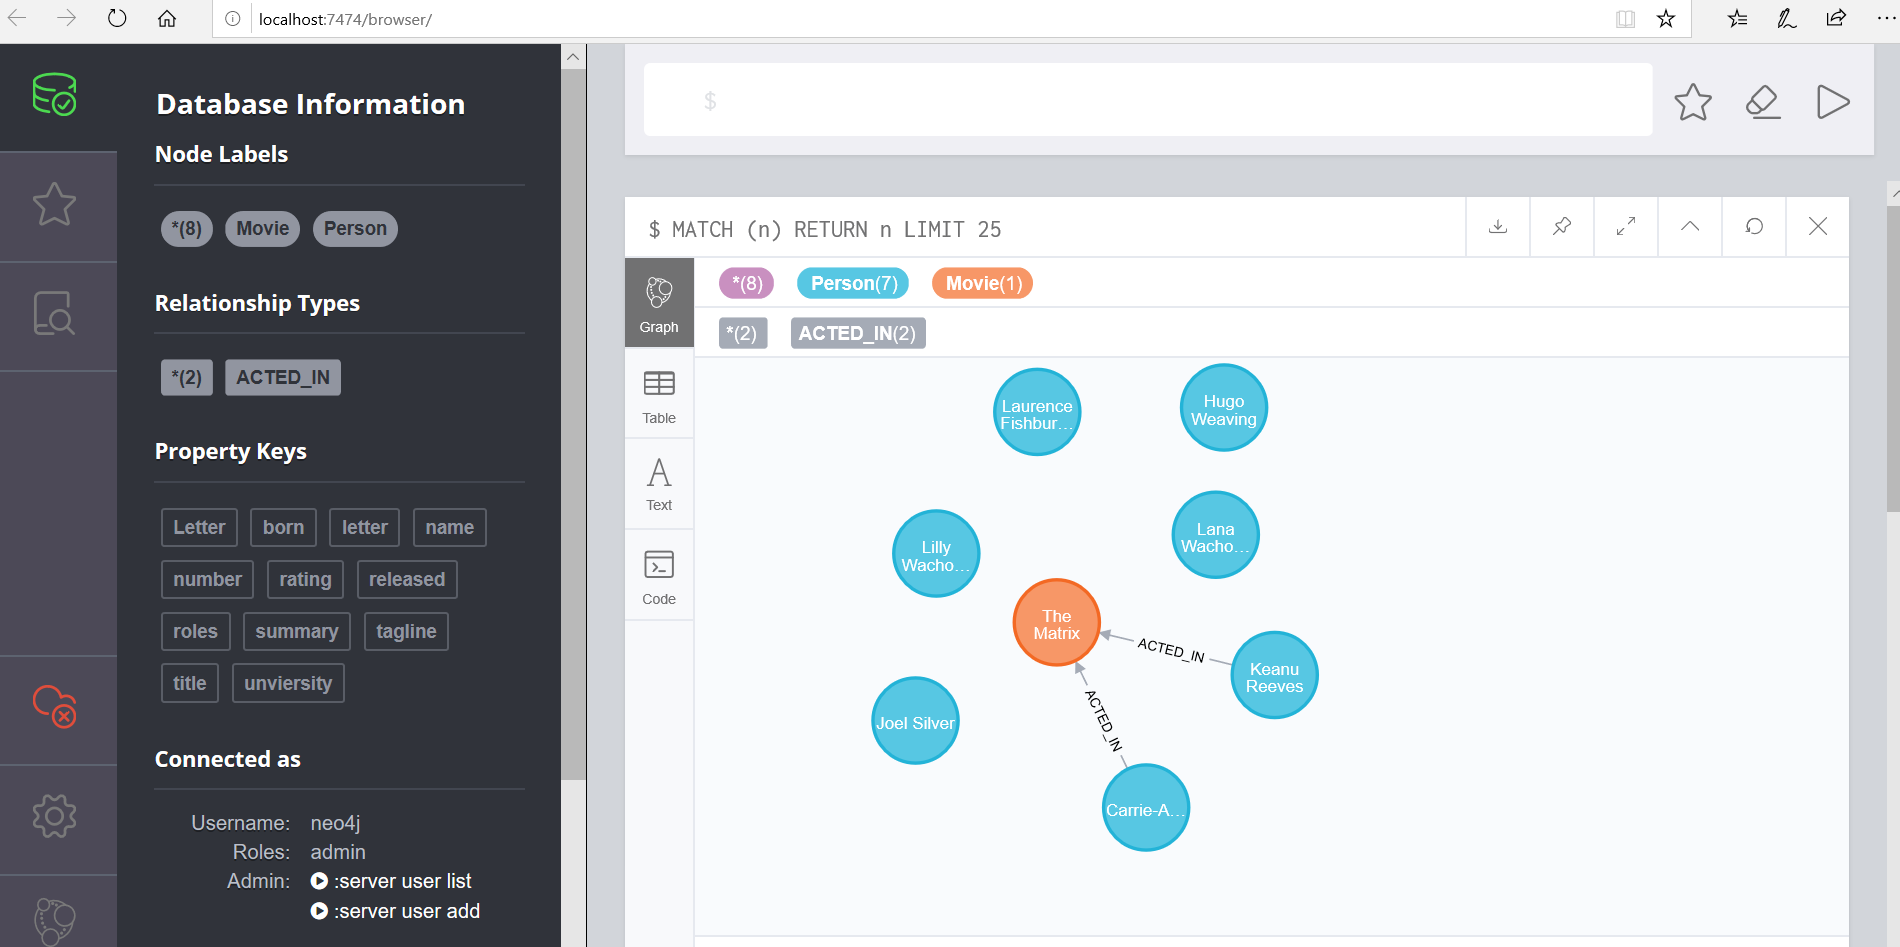 localhost:7474/browser/
Database Information
Node Labels
*(8) Movie Person
Relationship Types
*(2) ACTED_IN
Property Keys
Letter born letter name
number rating released
roles summary tagline
title unviersity
Connected as
Username: neo4j
Roles: admin
Admin: :server user list
:server user add
$
$ MATCH (n) RETURN n LIMIT 25
Graph
Table
Text
Code
*(8) Person(7) Movie(1)
*(2) ACTED_IN(2)
Laurence
Fishbur...
Hugo
Weaving
Lilly
Wacho...
Lana
Wacho...
The
Matrix
ACTED_IN
Keanu
Reeves
Joel Silver
ACTED_IN
Carrie-A...